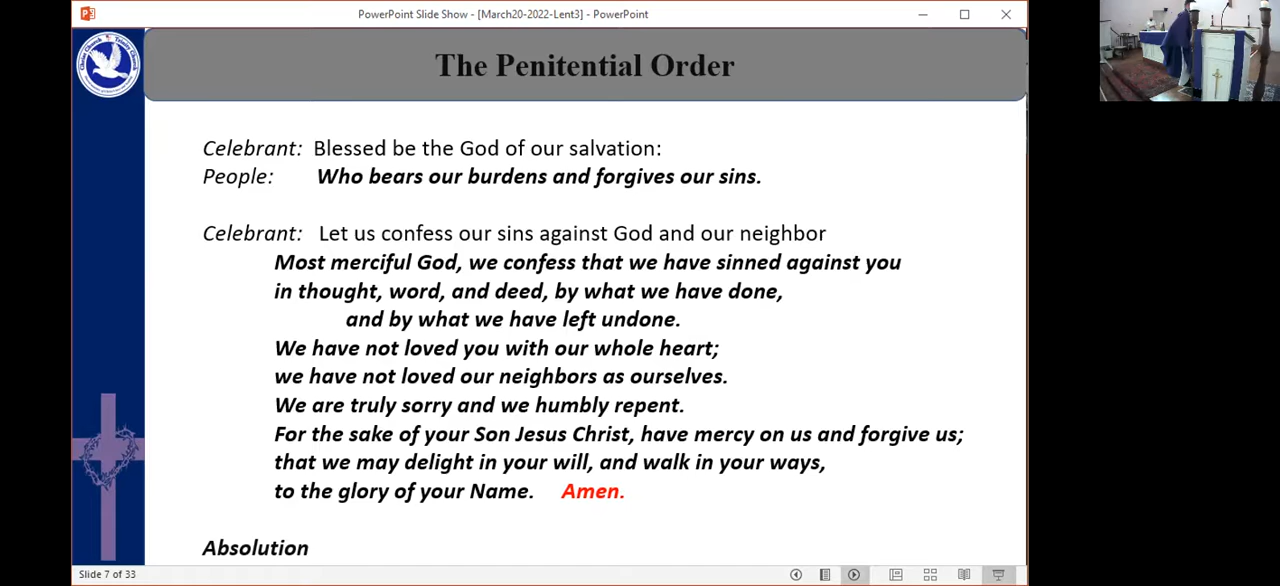 PowerPoint Slide Show - [March20-2022-Lent3] - PowerPoint
The Penitential Order
Celebrant: Blessed be the God of our salvation:
People: Who bears our burdens and forgives our sins.
Celebrant: Let us confess our sins against God and our neighbor
Most merciful God, we confess that we have sinned against you
in thought, word, and deed, by what we have done,
and by what we have left undone.
We have not loved you with our whole heart;
we have not loved our neighbors as ourselves.
We are truly sorry and we humbly repent.
For the sake of your Son Jesus Christ, have mercy on us and forgive us;
that we may delight in your will, and walk in your ways,
to the glory of your Name. Amen.
Absolution
Slide 7 of 33